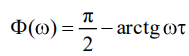 Φ(ω) = π/2 − arctg ωτ